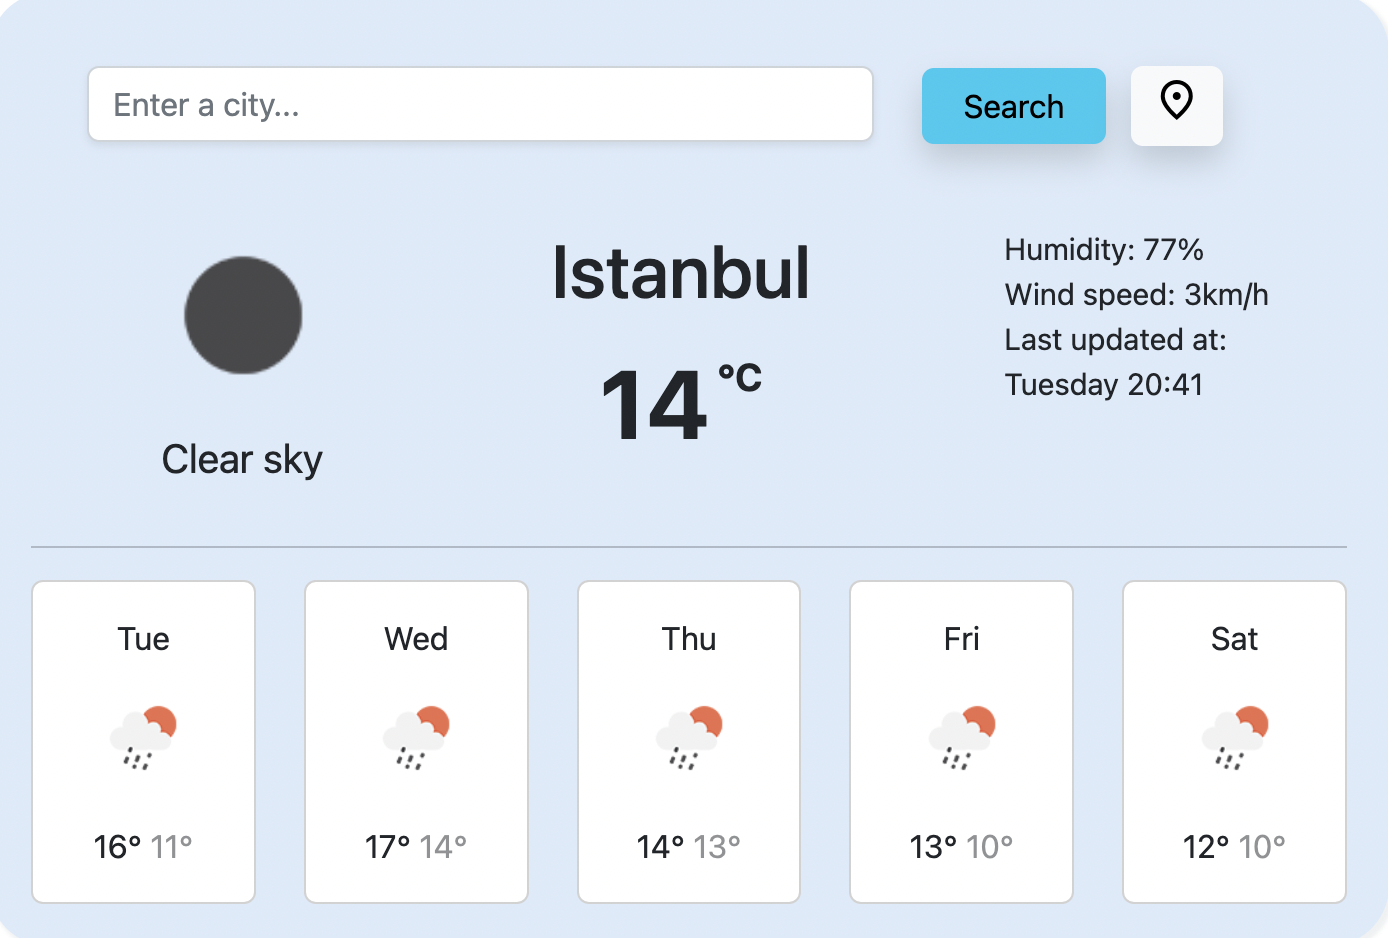 Enter a city...
Search
Istanbul
14 °C
Clear sky
Humidity: 77%
Wind speed: 3km/h
Last updated at:
Tuesday 20:41
Tue
16° 11°
Wed
17° 14°
Thu
14° 13°
Fri
13° 10°
Sat
12° 10°